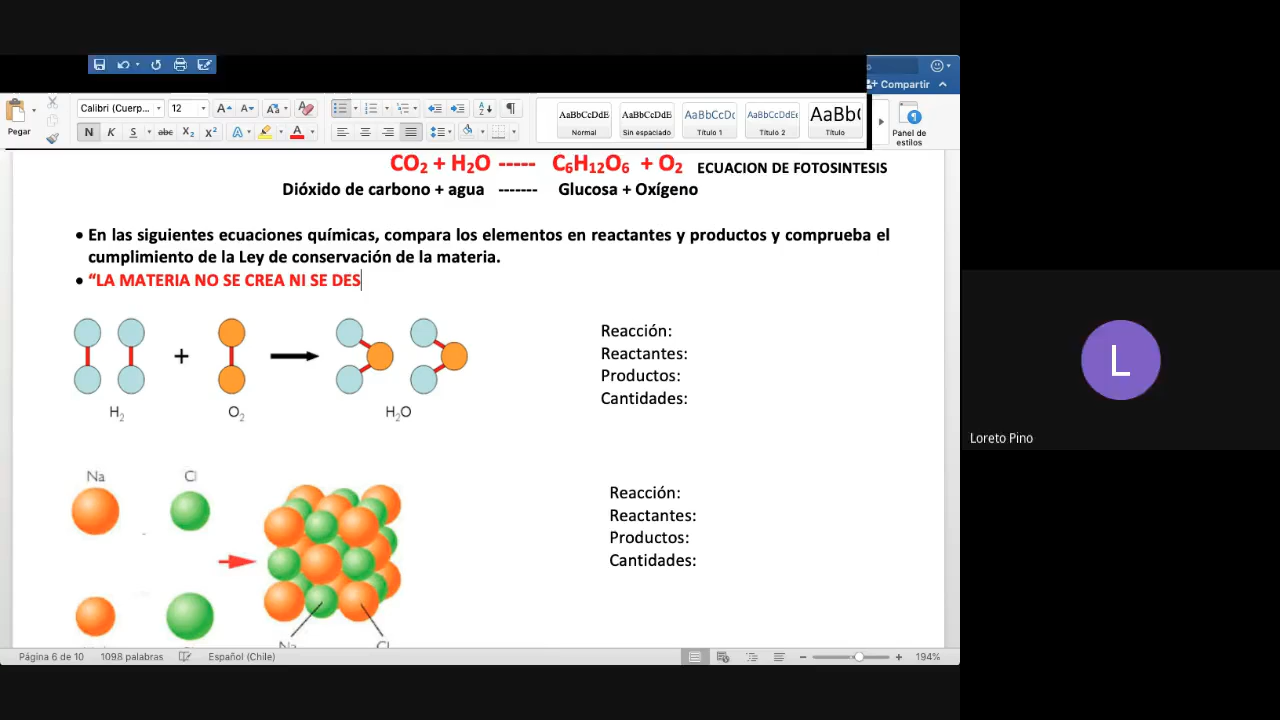 Compartir
Calibri (Cuerp...
12
Pegar
N K S abc X₂ X²
AaBbCcDdE
Normal
AaBbCcDdE
Sin espaciado
AaBbCcDc
Título 1
AaBbCcDdEe
Título 2
AaBbC
Título
Panel de
estilos
CO₂ + H₂O ----- C₆H₁₂O₆ + O₂ ECUACION DE FOTOSINTESIS
Dióxido de carbono + agua ------- Glucosa + Oxígeno
• En las siguientes ecuaciones químicas, compara los elementos en reactantes y productos y comprueba el
cumplimiento de la Ley de conservación de la materia.
• “LA MATERIA NO SE CREA NI SE DES
+
H₂ O₂ H₂O
Reacción:
Reactantes:
Productos:
Cantidades:
Na Cl
Reacción:
Reactantes:
Productos:
Cantidades:
Na Cl
Página 6 de 10 1098 palabras Español (Chile) 194%
L
Loreto Pino